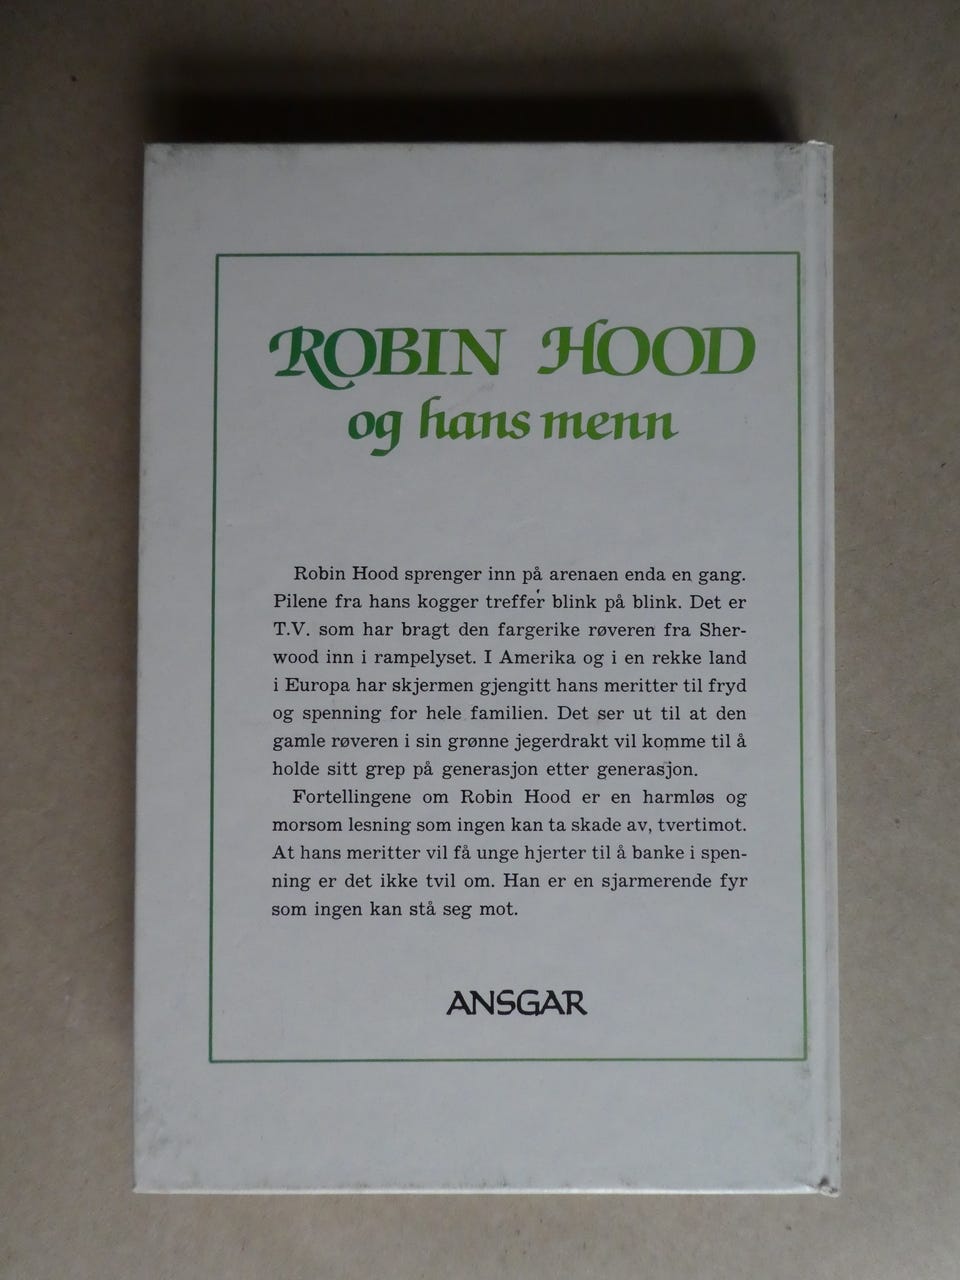 ROBIN HOOD
og hans menn
Robin Hood sprenger inn på arenaen enda en gang.
Pilene fra hans kogger treffer blink på blink. Det er
T.V. som har bragt den fargerike røveren fra Sher-
wood inn i rampelyset. I Amerika og i en rekke land
i Europa har skjermen gjengitt hans meritter til fryd
og spenning for hele familien. Det ser ut til at den
gamle røveren i sin grønne jegerdrakt vil komme til å
holde sitt grep på generasjon etter generasjon.
Fortellingene om Robin Hood er en harmløs og
morsom lesning som ingen kan ta skade av, tvertimot.
At hans meritter vil få unge hjerter til å banke i spen-
ning er det ikke tvil om. Han er en sjarmerende fyr
som ingen kan stå seg mot.
ANSGAR